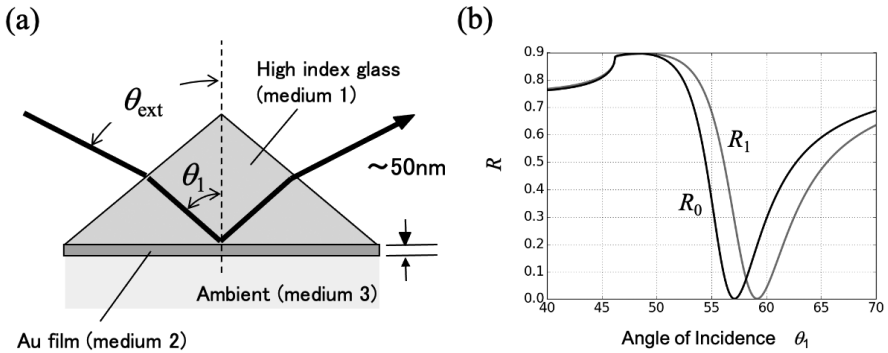 (a)
θext
High index glass
(medium 1)
~50nm
θ1
Ambient (medium 3)
Au film (medium 2)
(b)
0.9
0.8
0.7
0.6
0.5
0.4
0.3
0.2
0.1
0.0
R
R1
R0
40 45 50 55 60 65 70
Angle of Incidence θ1